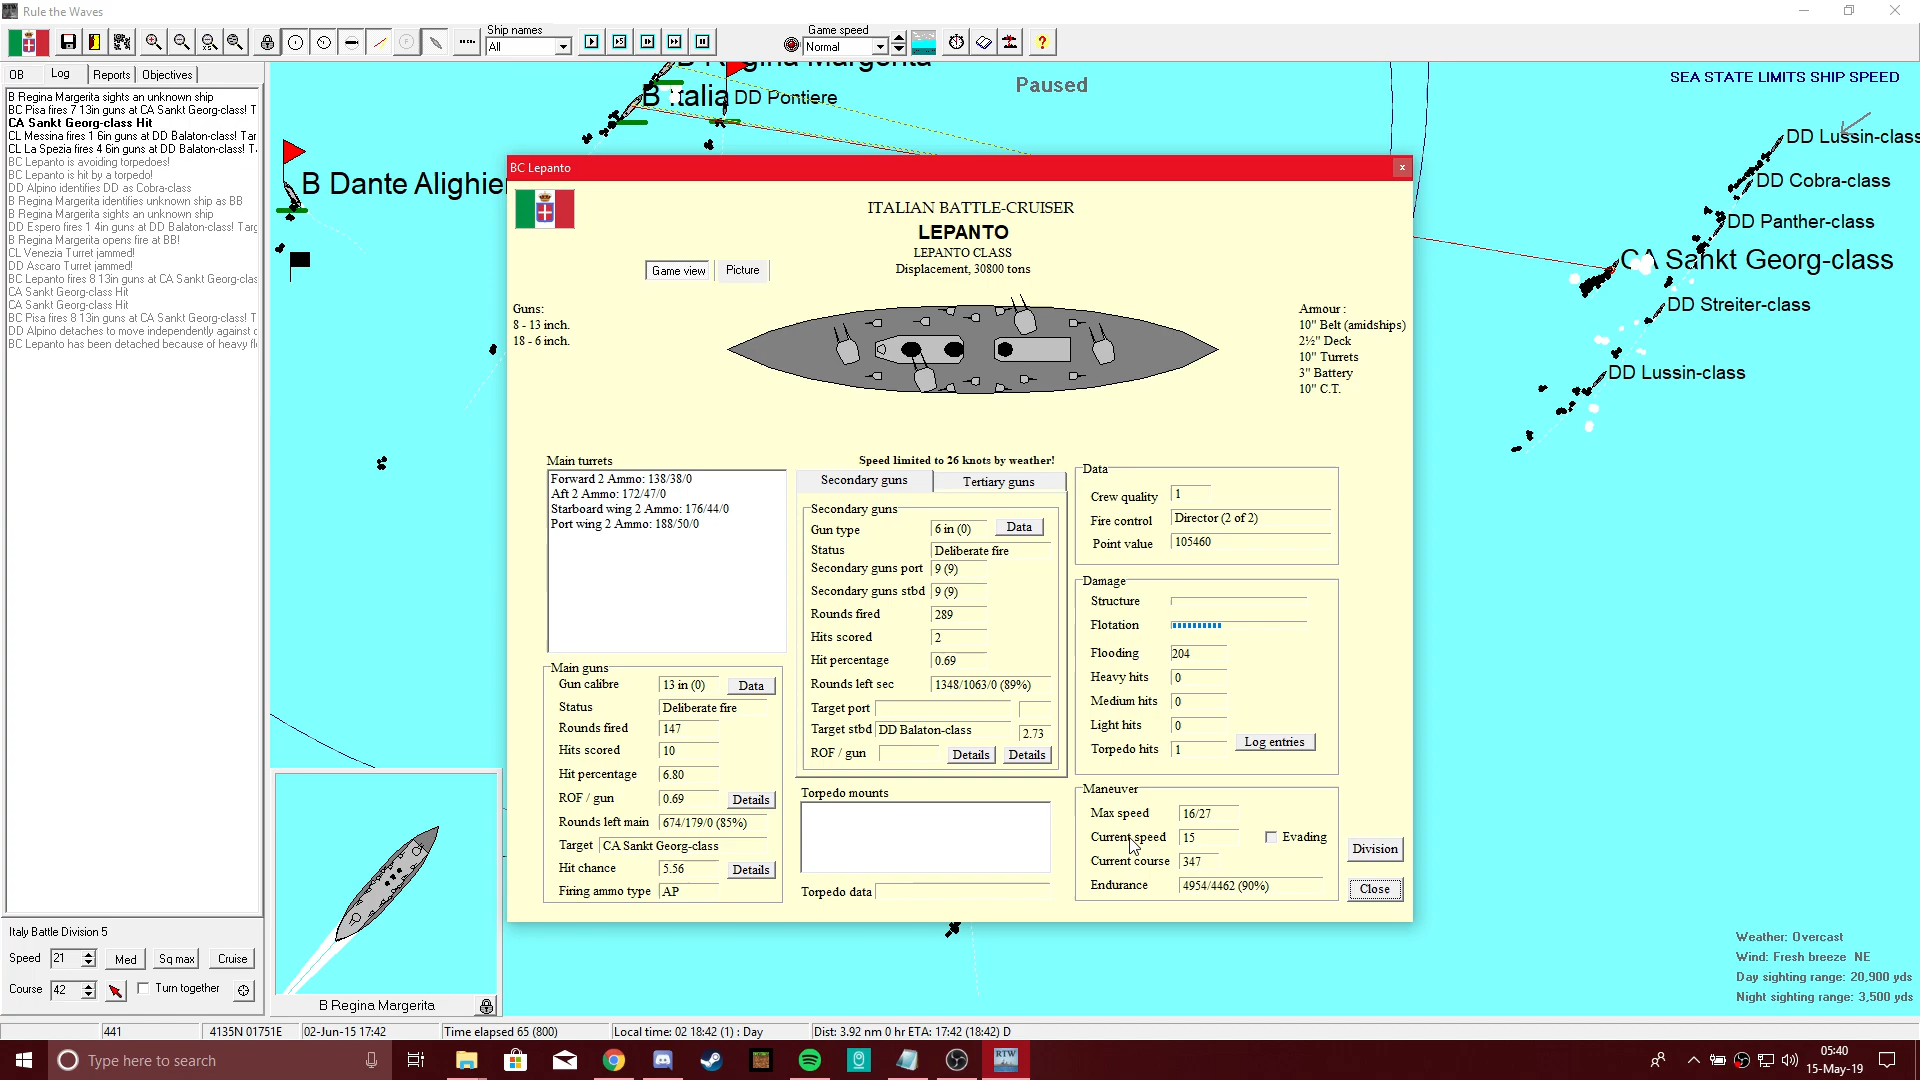 Rule the Waves
Ship names
All
Game speed
Normal
OB
Log
Reports
Objectives
B Regina Margerita sights an unknown ship
BC Pisa fires 7 13in guns at CA Sankt Georg-class! T
CA Sankt Georg-class Hit
CL Messina fires 1 6in guns at DD Balaton-class! Tar
CL La Spezia fires 4 6in guns at DD Balaton-class! T
BC Lepanto is avoiding torpedoes!
BC Lepanto is hit by a torpedo!
DD Alpino identifies DD as Cobra-class
B Regina Margerita identifies unknown ship as BB
B Regina Margerita sights an unknown ship
DD Espero fires 1 4in guns at DD Balaton-class! Targ
B Regina Margerita opens fire at BB!
CL Venezia Turret jammed!
DD Ascaro Turret jammed!
BC Lepanto fires 8 13in guns at CA Sankt Georg-clas
CA Sankt Georg-class Hit
CA Sankt Georg-class Hit
BC Pisa fires 8 13in guns at CA Sankt Georg-class! T
DD Alpino detaches to move independently against c
BC Lepanto has been detached because of heavy fl
B Regina Margerita
B Italia
DD Pontiere
Paused
SEA STATE LIMITS SHIP SPEED
B Dante Alighie
DD Lussin-class
DD Cobra-class
DD Panther-class
CA Sankt Georg-class
DD Streiter-class
DD Lussin-class
BC Lepanto
x
ITALIAN BATTLE-CRUISER
LEPANTO
LEPANTO CLASS
Displacement, 30800 tons
Game view
Picture
Guns:
8 - 13 inch.
18 - 6 inch.
Armour :
10" Belt (amidships)
2½" Deck
10" Turrets
3" Battery
10" C.T.
Speed limited to 26 knots by weather!
Main turrets
Forward 2 Ammo: 138/38/0
Aft 2 Ammo: 172/47/0
Starboard wing 2 Ammo: 176/44/0
Port wing 2 Ammo: 188/50/0
Main guns
Gun calibre 13 in (0) Data
Status Deliberate fire
Rounds fired 147
Hits scored 10
Hit percentage 6.80
ROF / gun 0.69 Details
Rounds left main 674/179/0 (85%)
Target CA Sankt Georg-class
Hit chance 5.56 Details
Firing ammo type AP
Secondary guns
Tertiary guns
Secondary guns
Gun type 6 in (0) Data
Status Deliberate fire
Secondary guns port 9 (9)
Secondary guns stbd 9 (9)
Rounds fired 289
Hits scored 2
Hit percentage 0.69
Rounds left sec 1348/1063/0 (89%)
Target port
Target stbd DD Balaton-class 2.73
ROF / gun Details Details
Torpedo mounts
Torpedo data
Data
Crew quality 1
Fire control Director (2 of 2)
Point value 105460
Damage
Structure
Flotation
Flooding 204
Heavy hits 0
Medium hits 0
Light hits 0
Torpedo hits 1 Log entries
Maneuver
Max speed 16/27
Current speed 15 Evading
Current course 347
Endurance 4954/4462 (90%)
Division
Close
Italy Battle Division 5
Speed 21 Med Sq max Cruise
Course 42 Turn together
B Regina Margerita
Weather: Overcast
Wind: Fresh breeze NE
Day sighting range: 20,900 yds
Night sighting range: 3,500 yds
441
4135N 01751E
02-Jun-15 17:42
Time elapsed 65 (800)
Local time: 02 18:42 (1) : Day
Dist: 3.92 nm 0 hr ETA: 17:42 (18:42) D
Type here to search
RTW
05:40
15-May-19